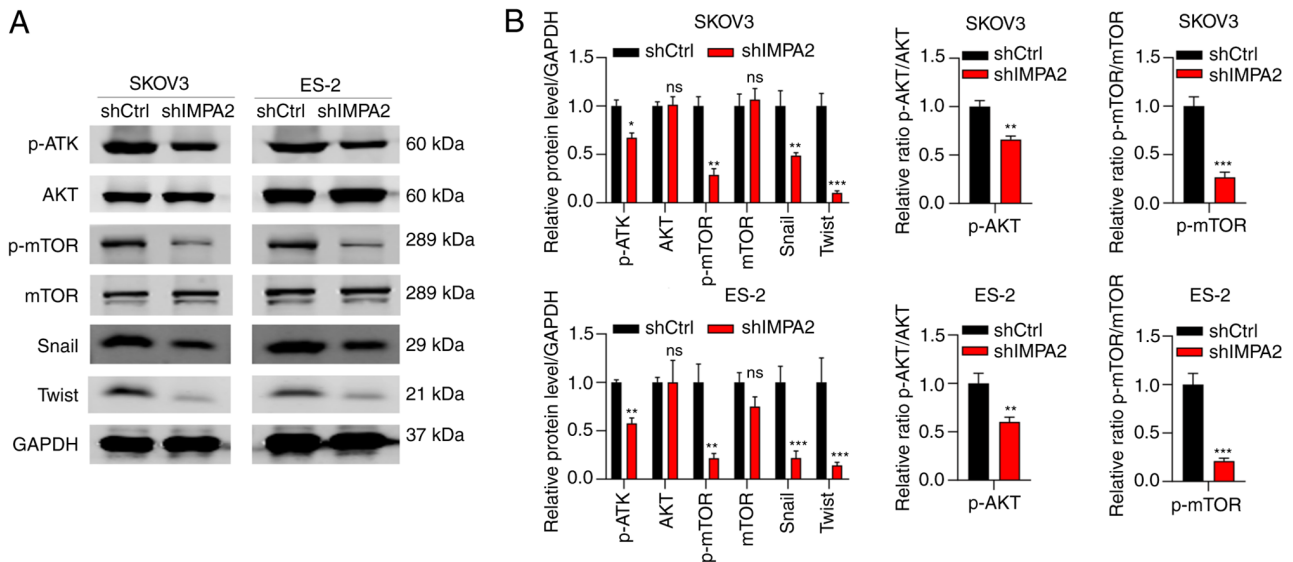 A
SKOV3 ES-2
shCtrl shIMPA2 shCtrl shIMPA2
p-ATK 60 kDa
AKT 60 kDa
p-mTOR 289 kDa
mTOR 289 kDa
Snail 29 kDa
Twist 21 kDa
GAPDH 37 kDa
B
SKOV3
shCtrl shIMPA2
Relative protein level/GAPDH
1.5
1.0
0.5
0.0
* ns ** ns ** ***
p-ATK AKT p-mTOR mTOR Snail Twist
SKOV3
shCtrl
shIMPA2
Relative ratio p-AKT/AKT
1.5
1.0
0.5
0.0
**
p-AKT
SKOV3
shCtrl
shIMPA2
Relative ratio p-mTOR/mTOR
1.5
1.0
0.5
0.0
***
p-mTOR
ES-2
shCtrl shIMPA2
Relative protein level/GAPDH
1.5
1.0
0.5
0.0
** ns ** ns *** ***
p-ATK AKT p-mTOR mTOR Snail Twist
ES-2
shCtrl
shIMPA2
Relative ratio p-AKT/AKT
1.5
1.0
0.5
0.0
**
p-AKT
ES-2
shCtrl
shIMPA2
Relative ratio p-mTOR/mTOR
1.5
1.0
0.5
0.0
***
p-mTOR